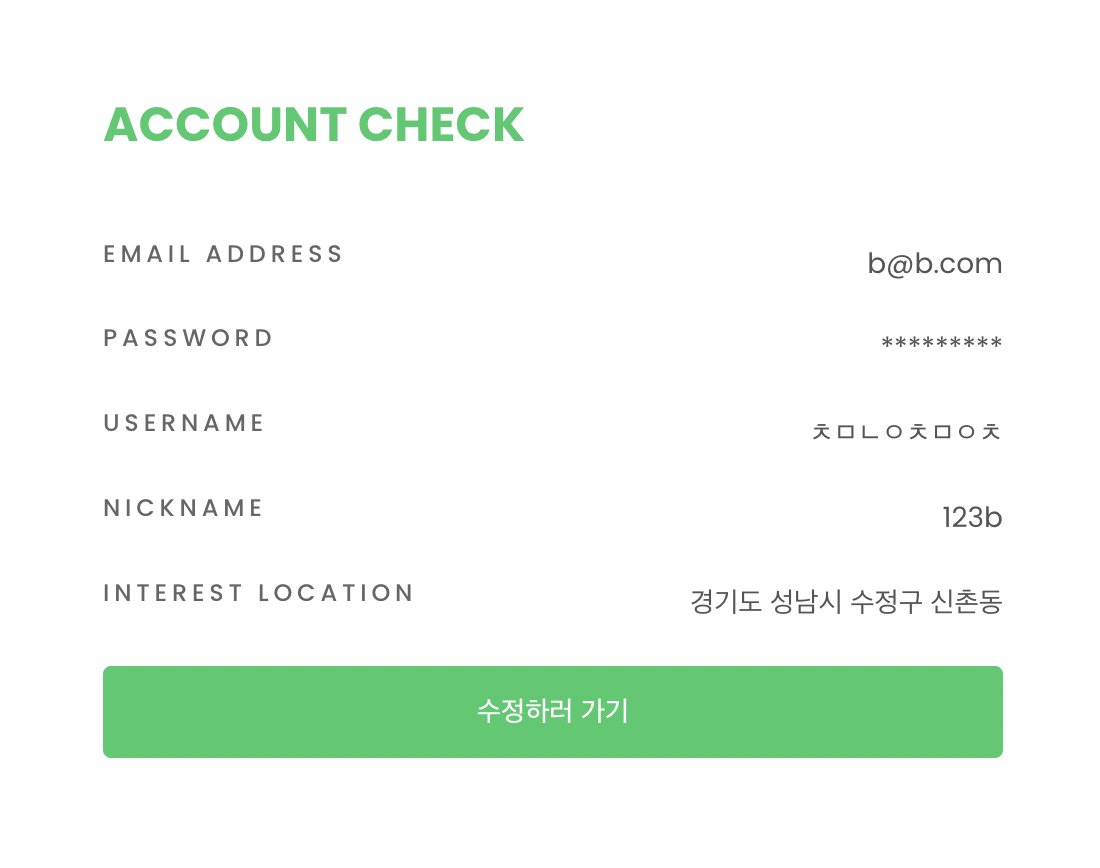 ACCOUNT CHECK
EMAIL ADDRESS b@b.com
PASSWORD *********
USERNAME ㅊㅁㄴㅇㅊㅁㅇㅊ
NICKNAME 123b
INTEREST LOCATION 경기도 성남시 수정구 신촌동
수정하러 가기